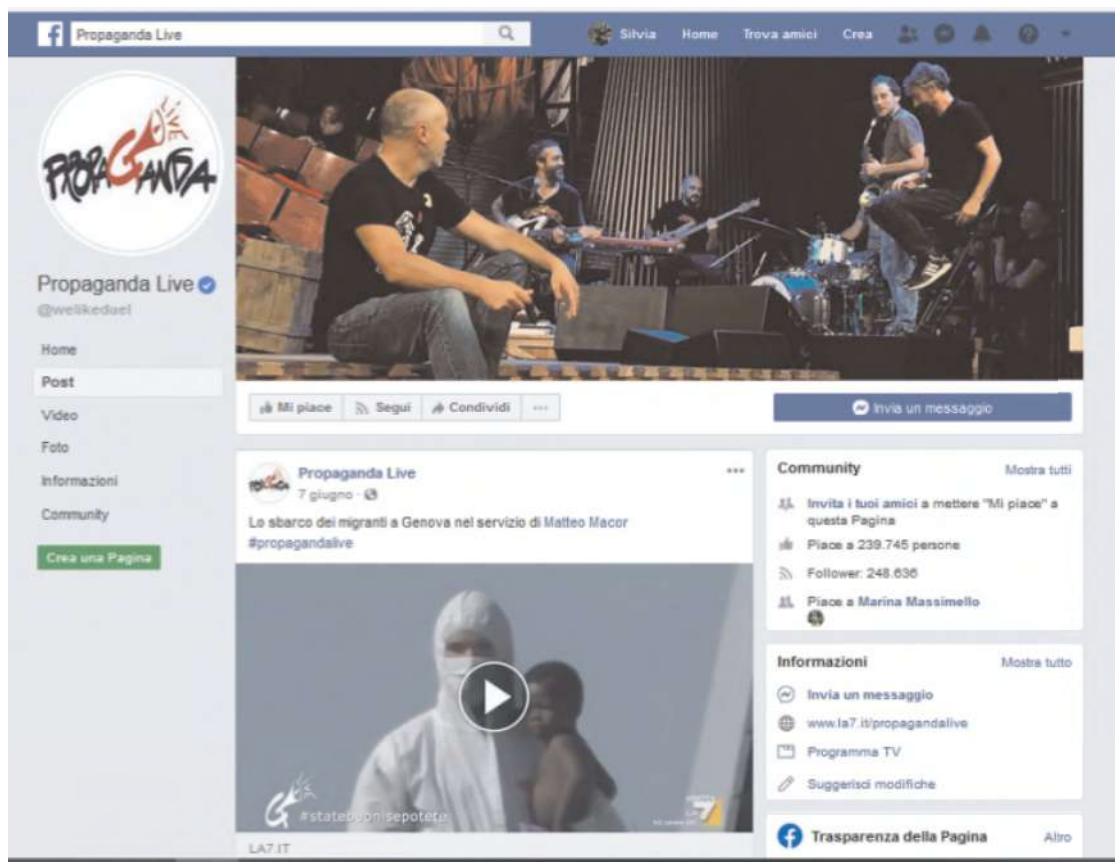 Propaganda Live
Silvia Home Trova amici Crea
LIVE
PROPAGANDA
Propaganda Live
@welikeduel
Home
Post
Video
Foto
Informazioni
Community
Crea una Pagina
Mi piace Segui Condividi ...
Invia un messaggio
Propaganda Live
7 giugno ·
Lo sbarco dei migranti a Genova nel servizio di Matteo Macor
#propagandalive
#statebuonisepotete
7
LA7.IT
Community Mostra tutti
Invita i tuoi amici a mettere "Mi piace" a
questa Pagina
Piace a 239.745 persone
Follower: 248.636
Piace a Marina Massimello
Informazioni Mostra tutto
Invia un messaggio
www.la7.it/propagandalive
Programma TV
Suggerisci modifiche
Trasparenza della Pagina Altro